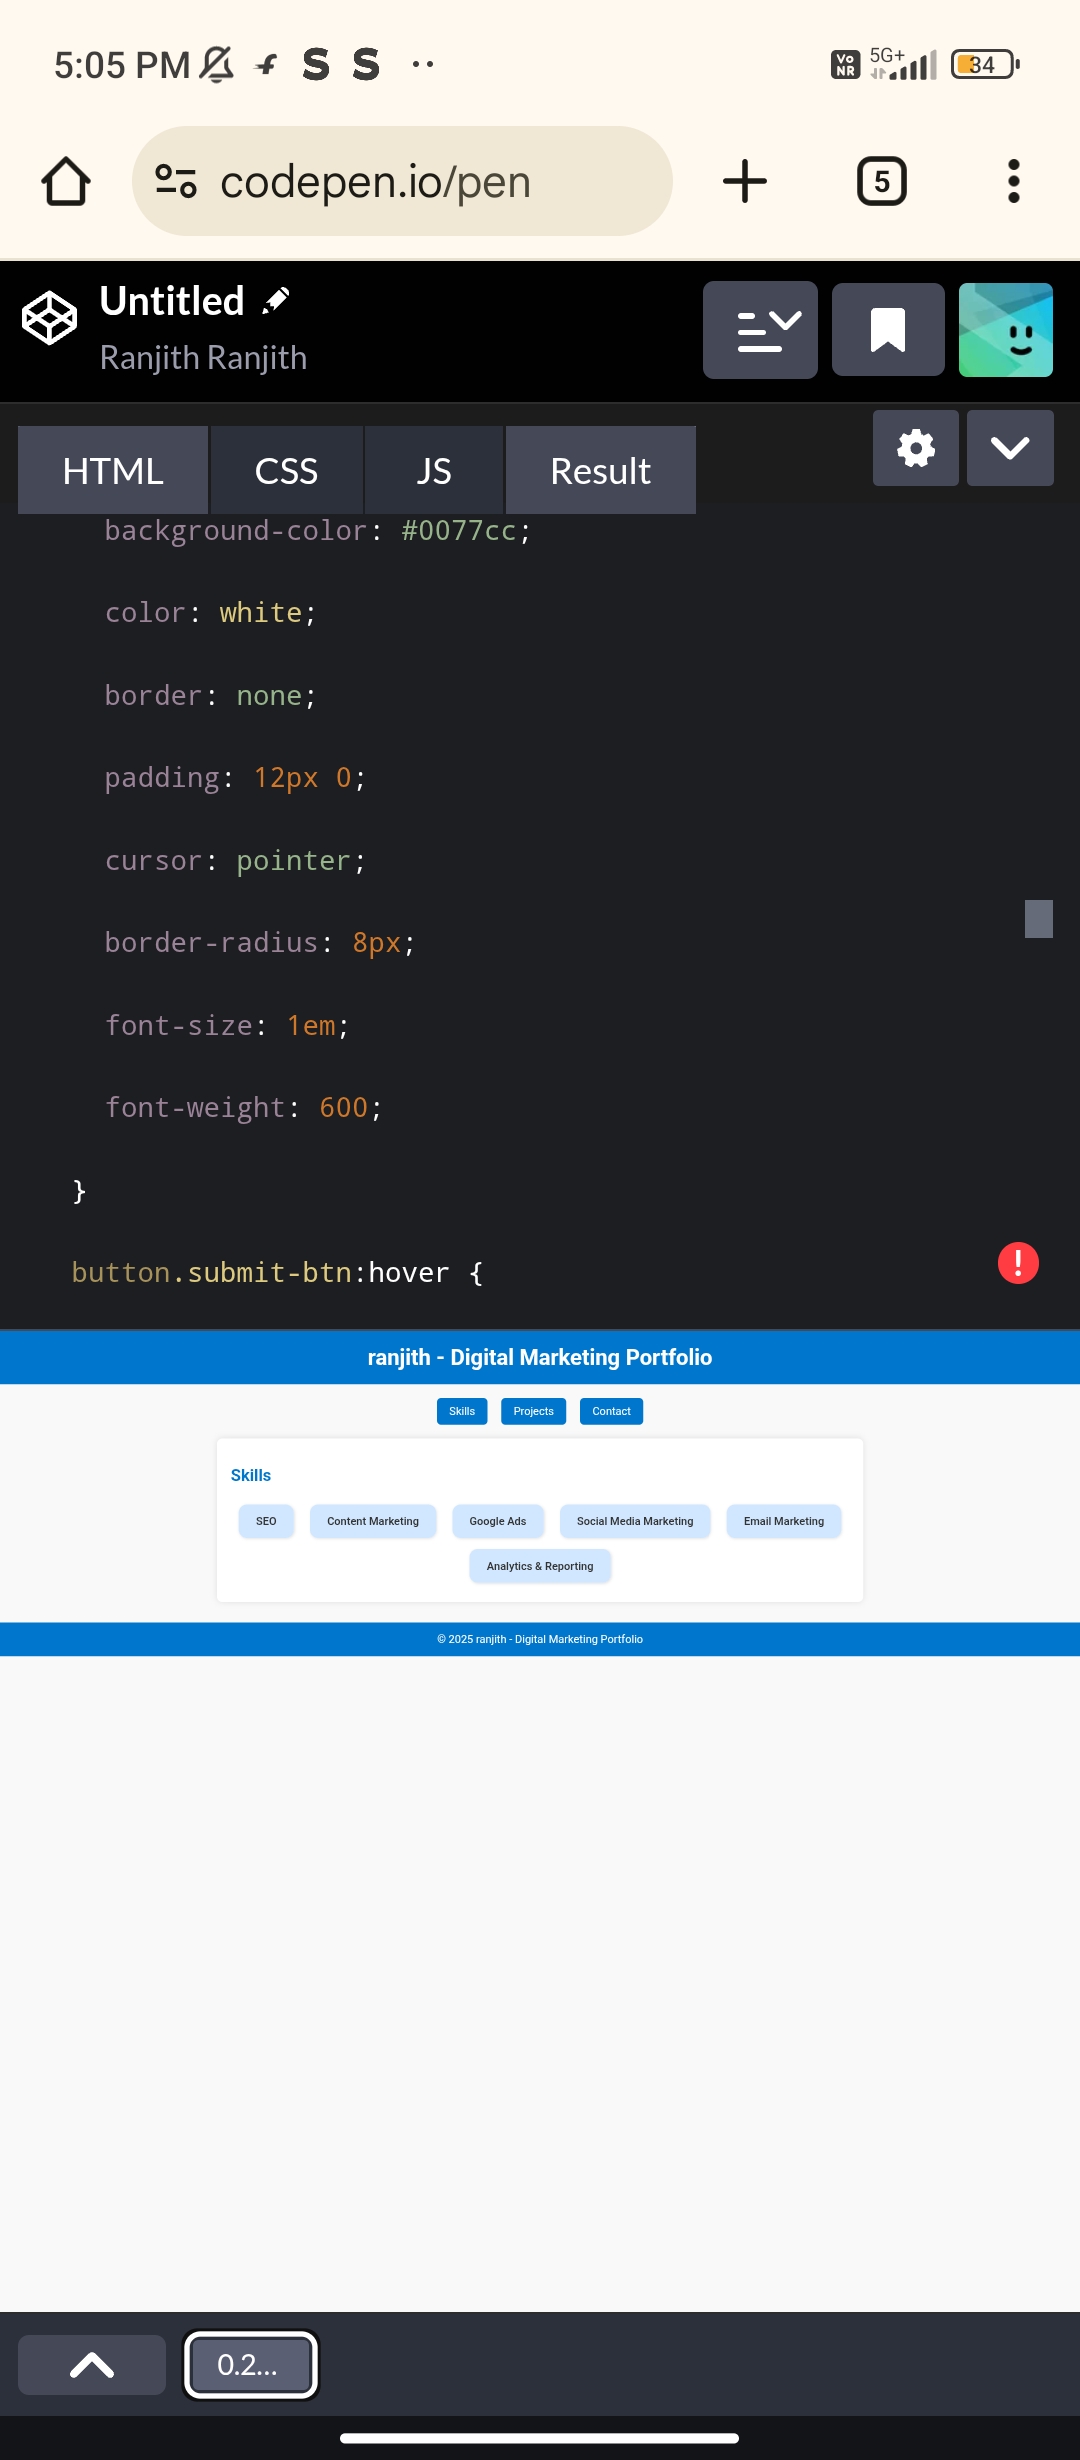 5:05 PM S S ..
Vo NR 5G+ 34
codepen.io/pen
5
Untitled
Ranjith Ranjith
HTML CSS JS Result
background-color: #0077cc;
color: white;
border: none;
padding: 12px 0;
cursor: pointer;
border-radius: 8px;
font-size: 1em;
font-weight: 600;
}
button.submit-btn:hover {
!
ranjith - Digital Marketing Portfolio
Skills Projects Contact
Skills
SEO Content Marketing Google Ads Social Media Marketing Email Marketing
Analytics & Reporting
© 2025 ranjith - Digital Marketing Portfolio
0.2...